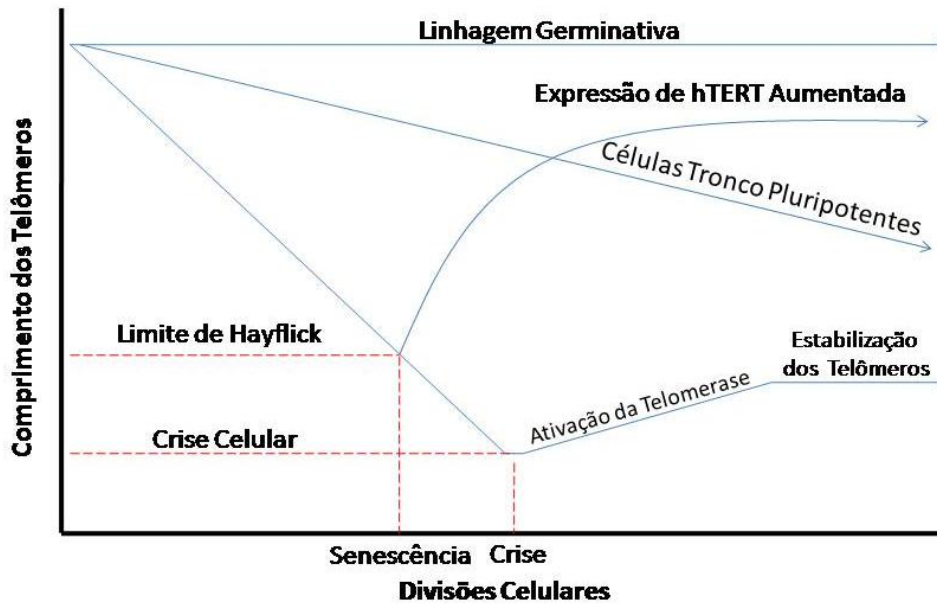 Linhagem Germinativa
Expressão de hTERT Aumentada
Células Tronco Pluripotentes
Comprimento dos Telômeros
Limite de Hayflick
Estabilização
dos Telômeros
Ativação da Telomerase
Crise Celular
Senescência Crise
Divisões Celulares